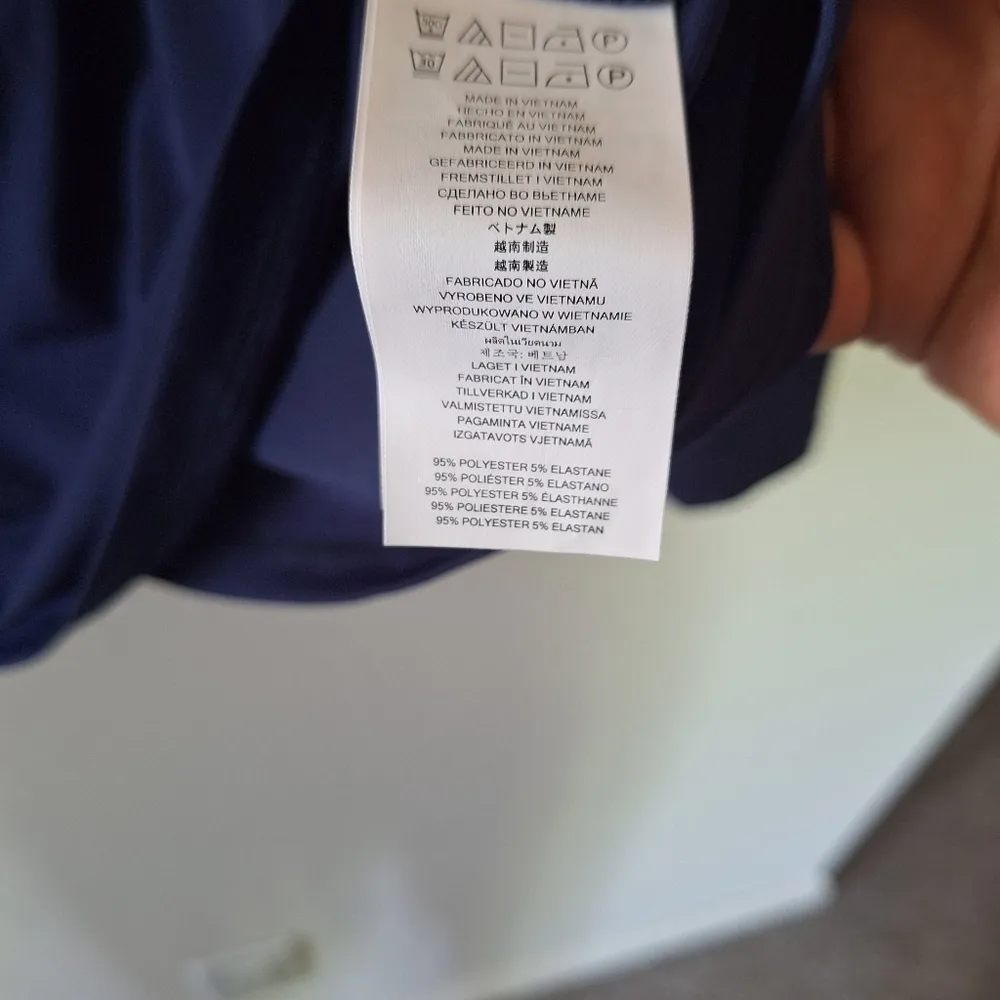 30C P
30 P
MADE IN VIETNAM
HECHO EN VIETNAM
FABRIQUÉ AU VIETNAM
FABBRICATO IN VIETNAM
MADE IN VIETNAM
GEFABRICEERD IN VIETNAM
FREMSTILLET I VIETNAM
СДЕЛАНО ВО ВЬЕТНАМЕ
FEITO NO VIETNAME
ベトナム製
越南制造
越南製造
FABRICADO NO VIETNÃ
VYROBENO VE VIETNAMU
WYPRODUKOWANO W WIETNAMIE
KÉSZÜLT VIETNÁMBAN
ผลิตในเวียตนาม
제조국: 베트남
LAGET I VIETNAM
FABRICAT ÎN VIETNAM
TILLVERKAD I VIETNAM
VALMISTETTU VIETNAMISSA
PAGAMINTA VIETNAME
IZGATAVOTS VJETNAMĀ
95% POLYESTER 5% ELASTANE
95% POLIÉSTER 5% ELASTANO
95% POLYESTER 5% ÉLASTHANNE
95% POLIESTERE 5% ELASTANE
95% POLYESTER 5% ELASTAN